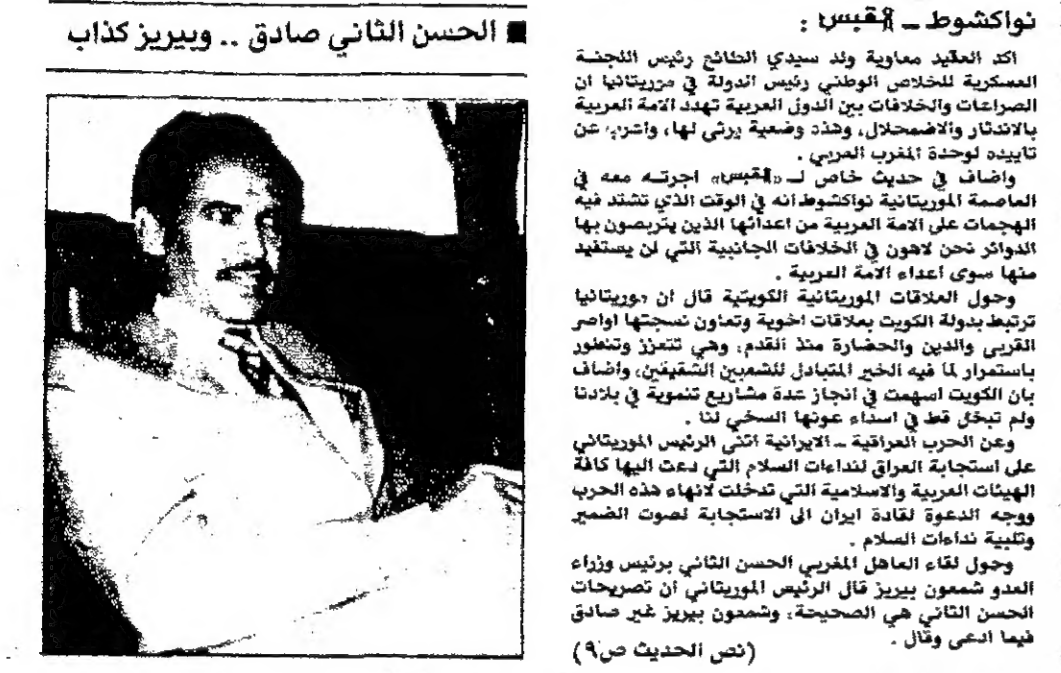 ■ الحسن الثاني صادق .. وبيريز كذاب
نواكشوط ــ القبس :
اكد العقيد معاوية ولد سيدي الطائع رئيس اللجنـة
العسكرية للخلاص الوطني رئيس الدولة في موريتانيا ان
الصراعات والخلافات بين الدول العربية تهدد الامة العربية
بالاندثار والاضمحلال، وهذه وضعية يرثى لها، واعرب عن
تاييده لوحدة المغرب العربي .
واضاف في حديث خاص لــ «القبس» اجرتـه معه في
العاصمة الموريتانية نواكشوط انه في الوقت الذي تشتد فيه
الهجمات على الامة العربية من اعدائها الذين يتربصون بها
الدوائر نحن لاهون في الخلافات الجانبية التي لن يستفيد
منها سوى اعداء الامة العربية .
وحول العلاقات الموريتانية الكويتية قال ان موريتانيا
ترتبط بدولة الكويت بعلاقات اخوية وتعاون نسجتها اواصر
القربى والدين والحضارة منذ القدم، وهي تتعزز وتتطور
باستمرار لما فيه الخير المتبادل للشعبين الشقيقين، واضاف
بان الكويت اسهمت في انجاز عدة مشاريع تنموية في بلادنا
ولم تبخل قط في اسداء عونها السخي لنا .
وعن الحرب العراقية ــ الايرانية اثنى الرئيس الموريتاني
على استجابة العراق لنداءات السلام التي دعت اليها كافة
الهيئات العربية والاسلامية التي تدخلت لانهاء هذه الحرب
ووجه الدعوة لقادة ايران الى الاستجابة لصوت الضمير
وتلبية نداءات السلام .
وحول لقاء العاهل المغربي الحسن الثاني برئيس وزراء
العدو شمعون بيريز قال الرئيس الموريتاني ان تصريحات
الحسن الثاني هي الصحيحة، وشمعون بيريز غير صادق
فيما ادعى وقال .
(نص الحديث ص٩)